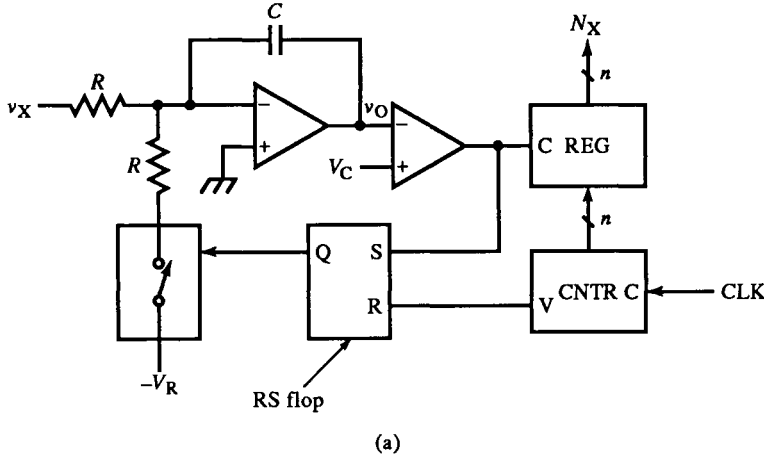 C
N_X
n
R
v_X
−
+
v_O
−
V_C
+
C REG
R
n
Q
S
R
V
CNTR C
CLK
−V_R
RS flop
(a)